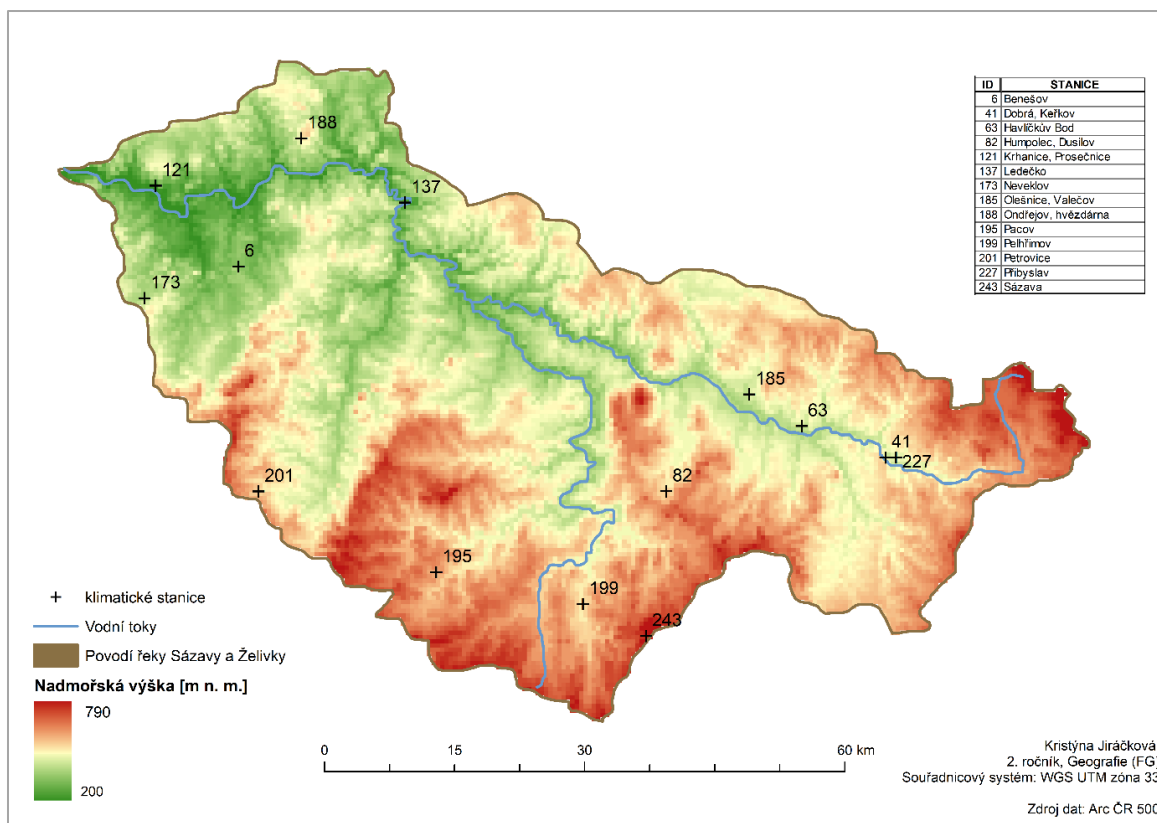 ID STANICE
6 Benešov
41 Dobrá, Keřkov
63 Havlíčkův Bod
82 Humpolec, Dusilov
121 Krhanice, Prosečnice
137 Ledečko
173 Neveklov
185 Olešnice, Valečov
188 Ondřejov, hvězdárna
195 Pacov
199 Pelhřimov
201 Petrovice
227 Přibyslav
243 Sázava
188
121
137
6
173
185
63
41
227
201
82
195
199
243
klimatické stanice
Vodní toky
Povodí řeky Sázavy a Želivky
Nadmořská výška [m n. m.]
790
200
0 15 30 60 km
Kristýna Jiráčková
2. ročník, Geografie (FG)
Souřadnicový systém: WGS UTM zóna 33
Zdroj dat: Arc ČR 500